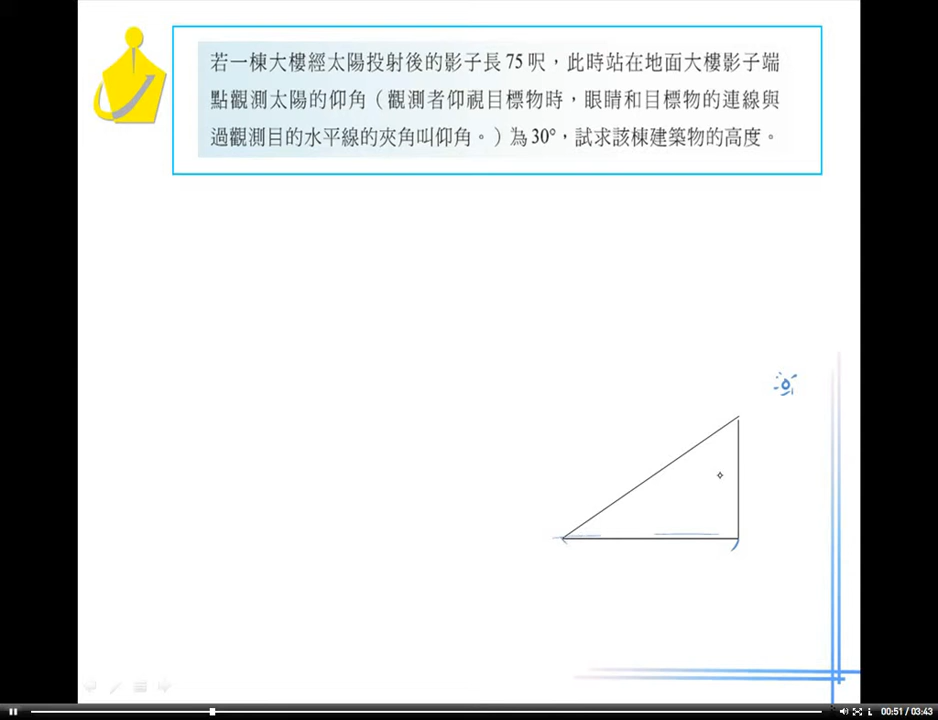 若一棟大樓經太陽投射後的影子長 75 呎，此時站在地面大樓影子端
點觀測太陽的仰角（觀測者仰視目標物時，眼睛和目標物的連線與
過觀測目的水平線的夾角叫仰角。）為 30°，試求該棟建築物的高度。
00:51 / 03:43